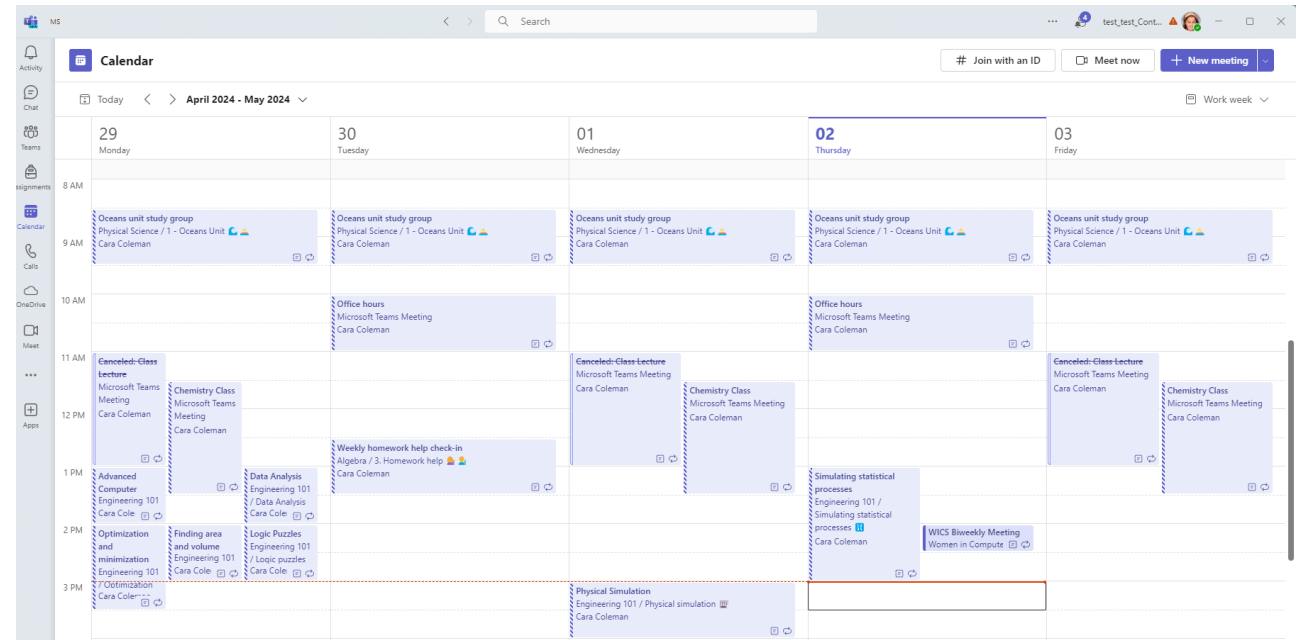 MS
Search
4
test_test_Cont...
Activity
Chat
Teams
ssignments
Calendar
Calls
OneDrive
Meet
Apps
Calendar
# Join with an ID
Meet now
+ New meeting
Today
April 2024 - May 2024
Work week
29
Monday
30
Tuesday
01
Wednesday
02
Thursday
03
Friday
8 AM
9 AM
10 AM
11 AM
12 PM
1 PM
2 PM
3 PM
Oceans unit study group
Physical Science / 1 - Oceans Unit
Cara Coleman
Canceled: Class
Lecture
Microsoft Teams
Meeting
Cara Coleman
Chemistry Class
Microsoft Teams
Meeting
Cara Coleman
Advanced
Computer
Engineering 101
Cara Cole
Data Analysis
Engineering 101
/ Data Analysis
Cara Cole
Optimization
and
minimization
Engineering 101
/ Optimization
Cara Coleman
Finding area
and volume
Engineering 101
Cara Cole
Logic Puzzles
Engineering 101
/ Logic puzzles
Cara Cole
Oceans unit study group
Physical Science / 1 - Oceans Unit
Cara Coleman
Office hours
Microsoft Teams Meeting
Cara Coleman
Weekly homework help check-in
Algebra / 3. Homework help
Cara Coleman
Oceans unit study group
Physical Science / 1 - Oceans Unit
Cara Coleman
Canceled: Class Lecture
Microsoft Teams Meeting
Cara Coleman
Chemistry Class
Microsoft Teams Meeting
Cara Coleman
Physical Simulation
Engineering 101 / Physical simulation
Cara Coleman
Oceans unit study group
Physical Science / 1 - Oceans Unit
Cara Coleman
Office hours
Microsoft Teams Meeting
Cara Coleman
Simulating statistical
processes
Engineering 101 /
Simulating statistical
processes
Cara Coleman
WICS Biweekly Meeting
Women in Compute
Oceans unit study group
Physical Science / 1 - Oceans Unit
Cara Coleman
Canceled: Class Lecture
Microsoft Teams Meeting
Cara Coleman
Chemistry Class
Microsoft Teams Meeting
Cara Coleman